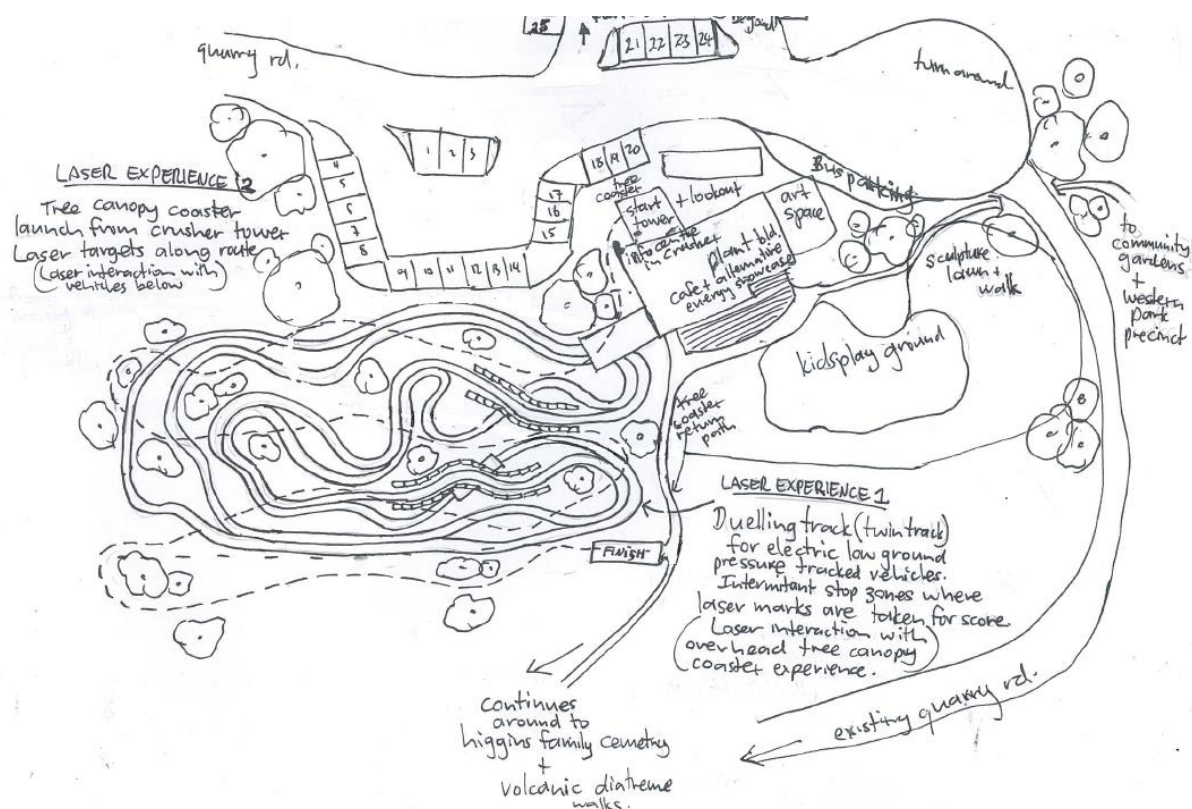 25
21 22 23 24
quarry rd.
turnaround
1 2 3
4
5
6
7
8
9 10 11 12 13 14
17
16
15
18 19 20
LASER EXPERIENCE 2
Tree canopy coaster
launch from crusher tower
Laser targets along route
(Laser interaction with
vehicles below)
tree
coaster
start
tower
+ lookout
info centre
in crusher
plant bld.
cafe + alternative
energy showcase
art
space
Bus parking
sculpture
lawn +
walk
to
community
gardens
+
western
park
precinct
kidsplay ground
tree
coaster
return
path
LASER EXPERIENCE 1
Duelling track (twin track)
for electric low ground
pressure tracked vehicles.
Intermitant stop zones where
laser marks are taken for score
(Laser interaction with
overhead tree canopy
coaster experience.)
FINISH
continues
around to
higgins family cemetry
+
volcanic diatreme
walks.
existing quarry rd.